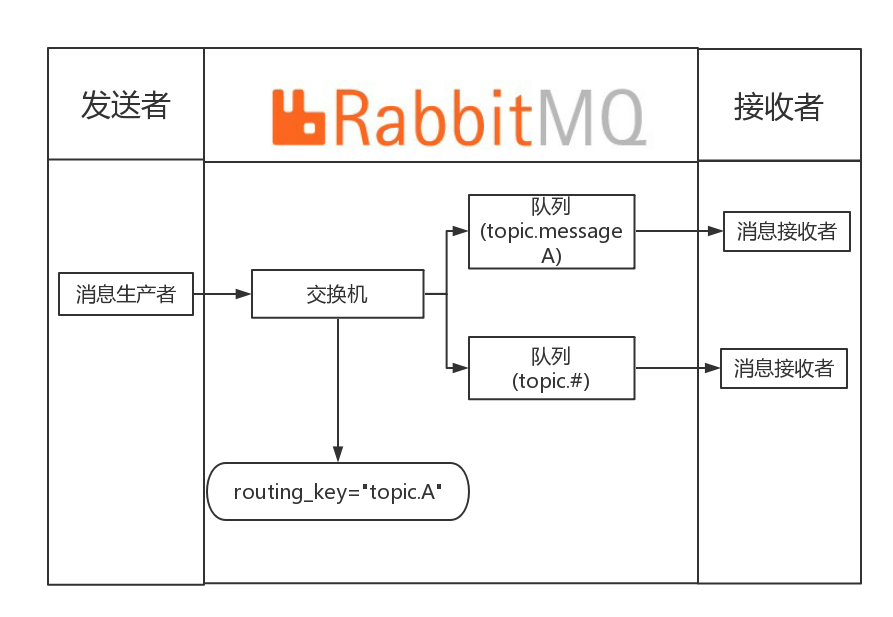 发送者
RabbitMQ
接收者
队列
(topic.message
A)
消息接收者
消息生产者
交换机
队列
(topic.#)
消息接收者
routing_key="topic.A"